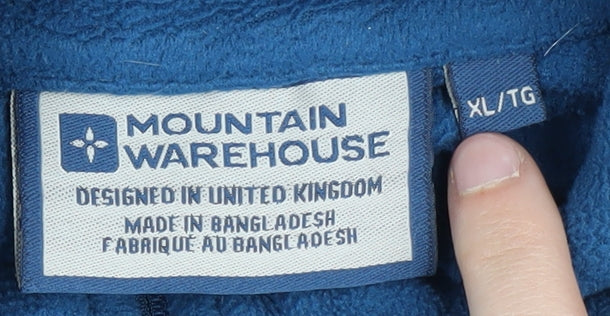 MOUNTAIN
WAREHOUSE
DESIGNED IN UNITED KINGDOM
MADE IN BANGLADESH
FABRIQUÉ AU BANGLADESH
XL/TG